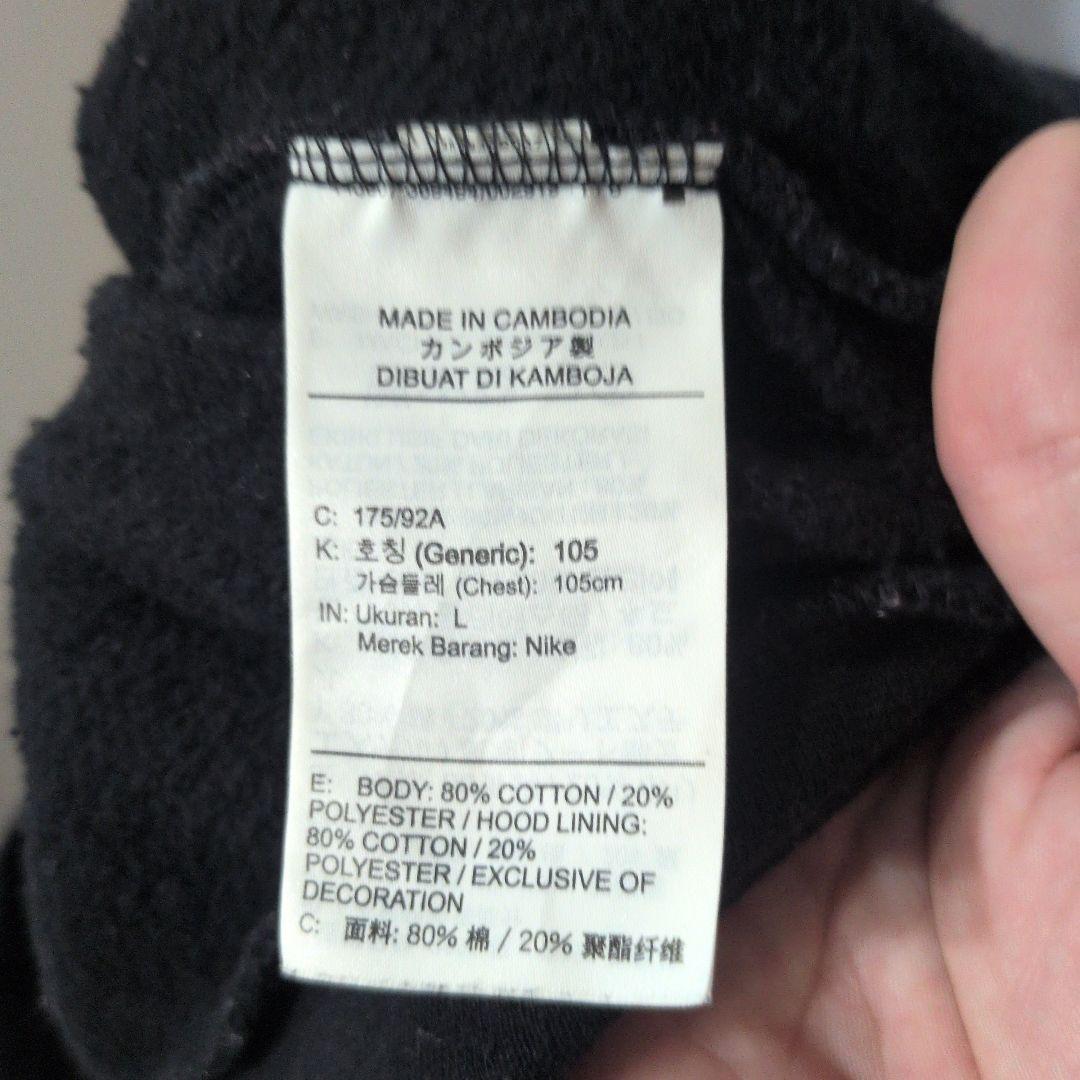 MADE IN CAMBODIA
カンボジア製
DIBUAT DI KAMBOJA
C: 175/92A
K: 호칭 (Generic): 105
가슴둘레 (Chest): 105cm
IN: Ukuran: L
Merek Barang: Nike
E: BODY: 80% COTTON / 20%
POLYESTER / HOOD LINING:
80% COTTON / 20%
POLYESTER / EXCLUSIVE OF
DECORATION
C: 面料: 80% 棉 / 20% 聚酯纤维